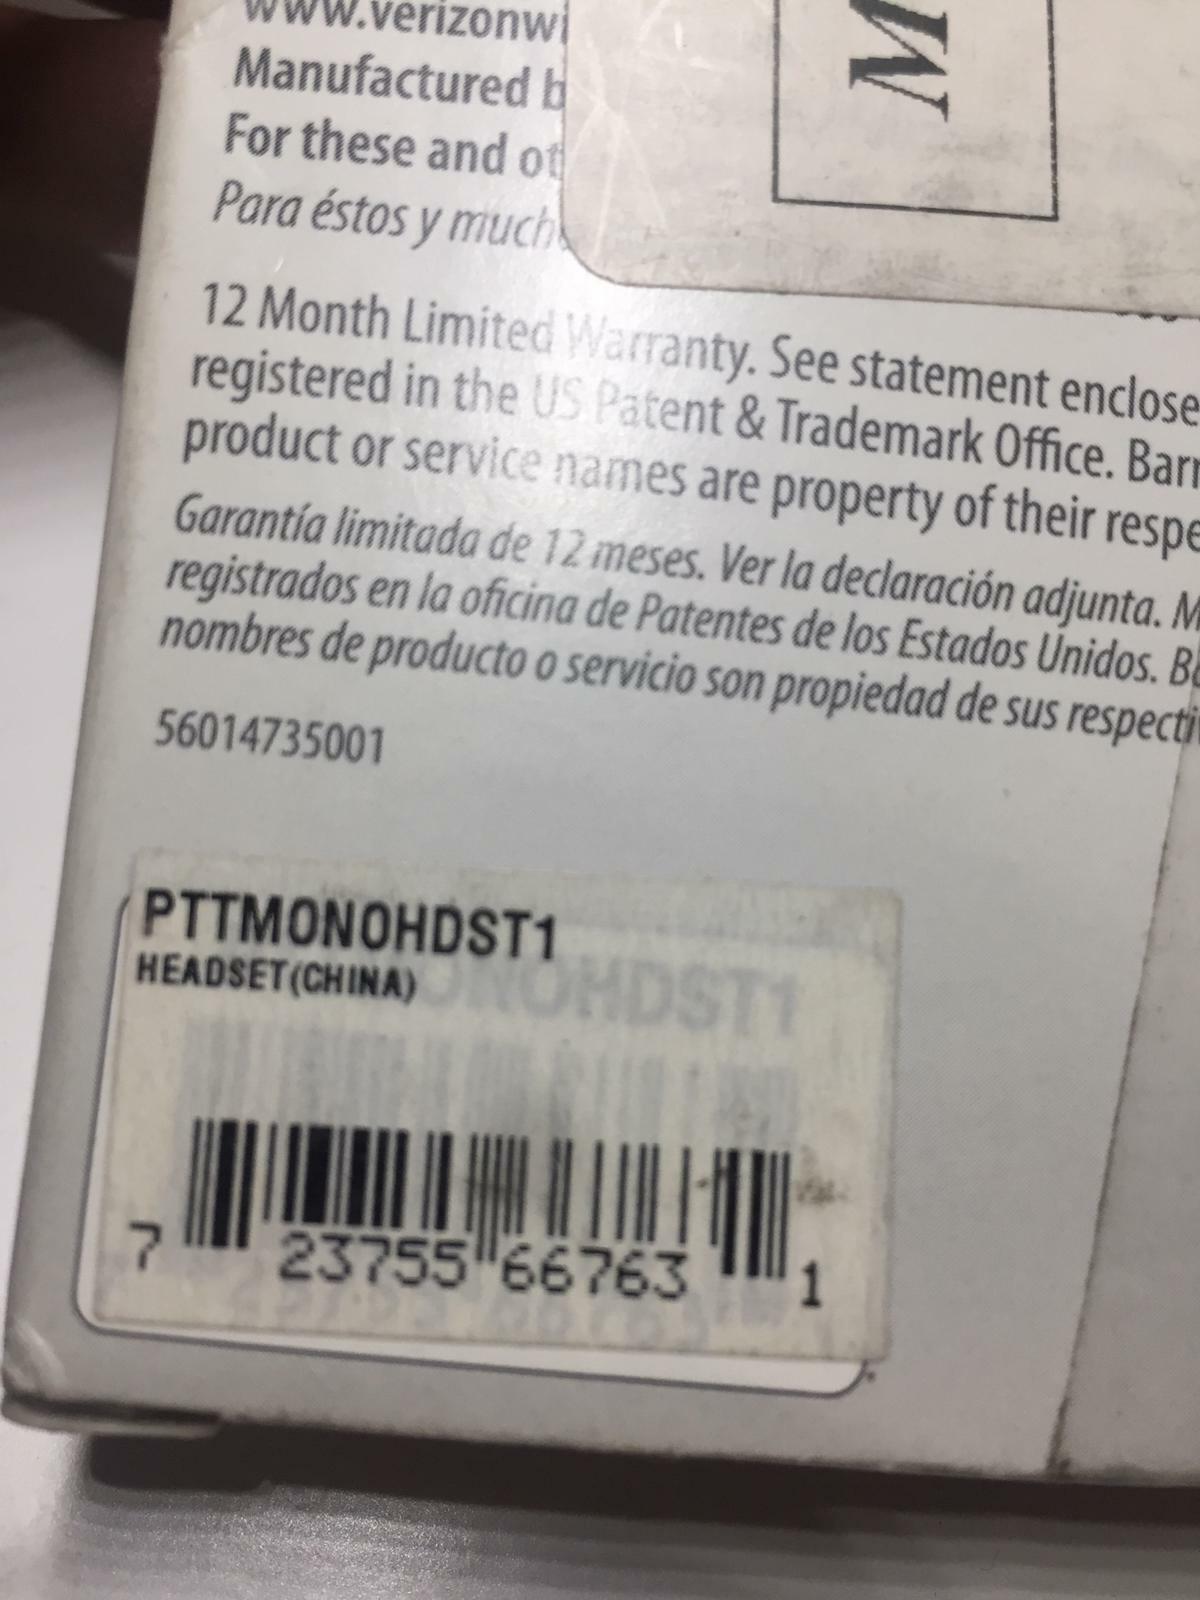 www.verizonwi
Manufactured b
For these and ot
Para éstos y much
M
12 Month Limited Warranty. See statement enclose
registered in the US Patent & Trademark Office. Barr
product or service names are property of their respe
Garantía limitada de 12 meses. Ver la declaración adjunta. M
registrados en la oficina de Patentes de los Estados Unidos. Ba
nombres de producto o servicio son propiedad de sus respectiv
56014735001
PTTMONOHDST1
HEADSET(CHINA)
7 23755 66763 1